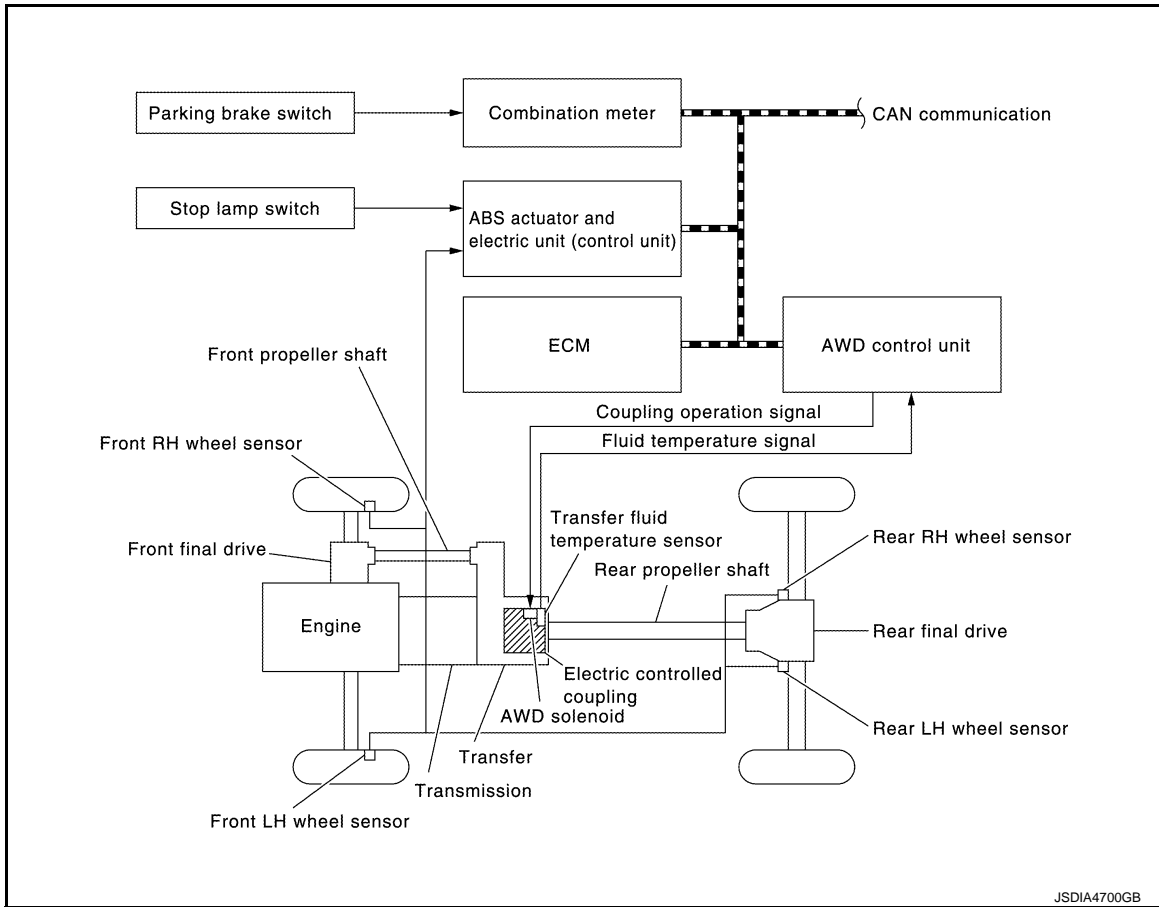 Parking brake switch
Combination meter
CAN communication
Stop lamp switch
ABS actuator and
electric unit (control unit)
ECM
AWD control unit
Front propeller shaft
Coupling operation signal
Fluid temperature signal
Front RH wheel sensor
Transfer fluid
temperature sensor
Rear RH wheel sensor
Front final drive
Rear propeller shaft
Engine
Rear final drive
Electric controlled
coupling
AWD solenoid
Rear LH wheel sensor
Transfer
Transmission
Front LH wheel sensor
JSDIA4700GB